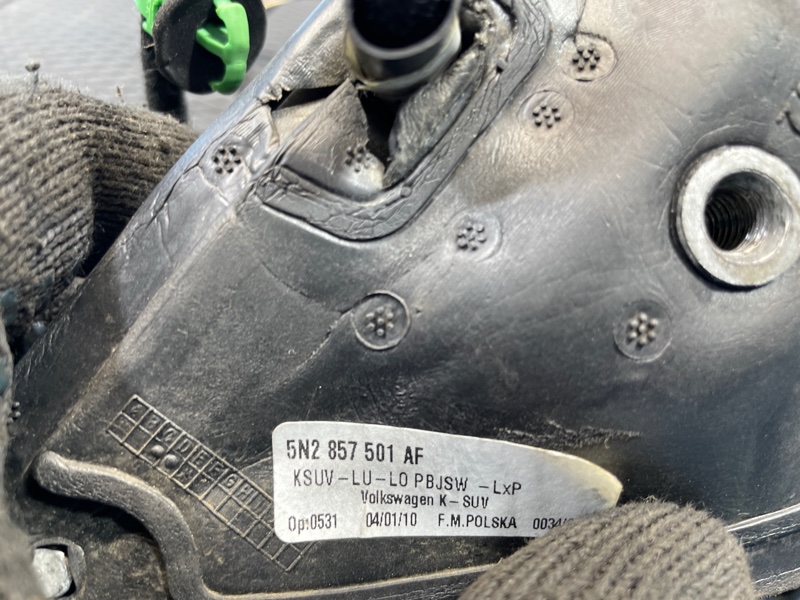 5N2 857 501 AF
KSUV-LU-LO PBJSW -LxP
Volkswagen K-SUV
Op:0531 04/01/10 F.M.POLSKA